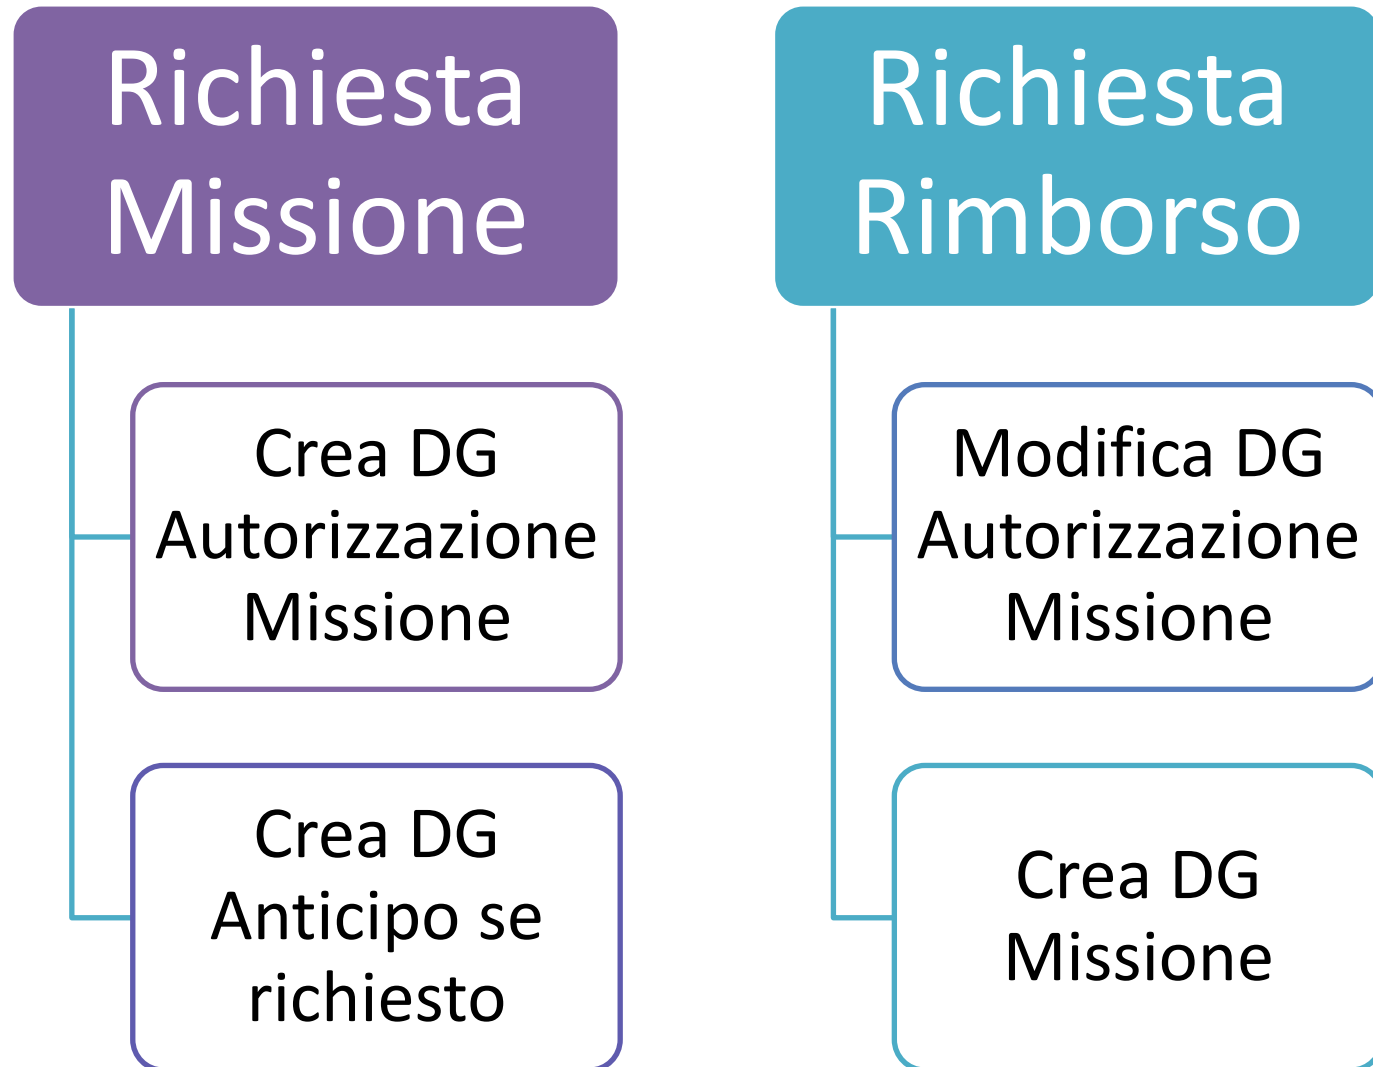 Richiesta
Missione
Crea DG
Autorizzazione
Missione
Crea DG
Anticipo se
richiesto
Richiesta
Rimborso
Modifica DG
Autorizzazione
Missione
Crea DG
Missione